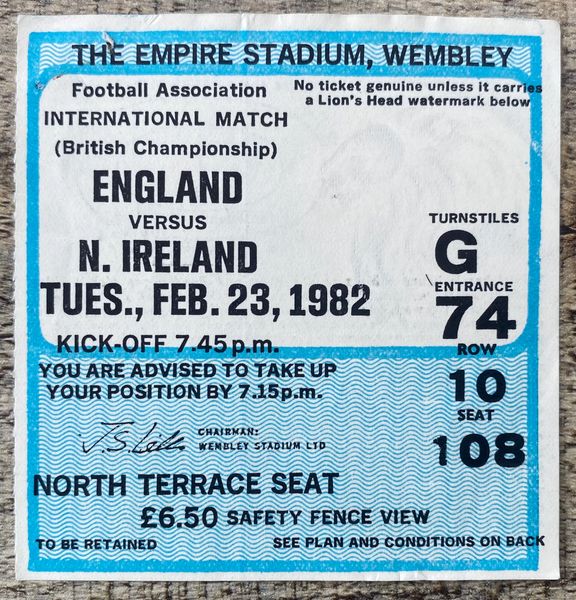 THE EMPIRE STADIUM, WEMBLEY
Football Association
No ticket genuine unless it carries
a Lion's Head watermark below
INTERNATIONAL MATCH
(British Championship)
ENGLAND
VERSUS
N. IRELAND
TUES., FEB. 23, 1982
KICK-OFF 7.45 p.m.
YOU ARE ADVISED TO TAKE UP
YOUR POSITION BY 7.15p.m.
TURNSTILES
G
ENTRANCE
74
ROW
10
SEAT
108
CHAIRMAN:
WEMBLEY STADIUM LTD
NORTH TERRACE SEAT
£6.50 SAFETY FENCE VIEW
TO BE RETAINED
SEE PLAN AND CONDITIONS ON BACK